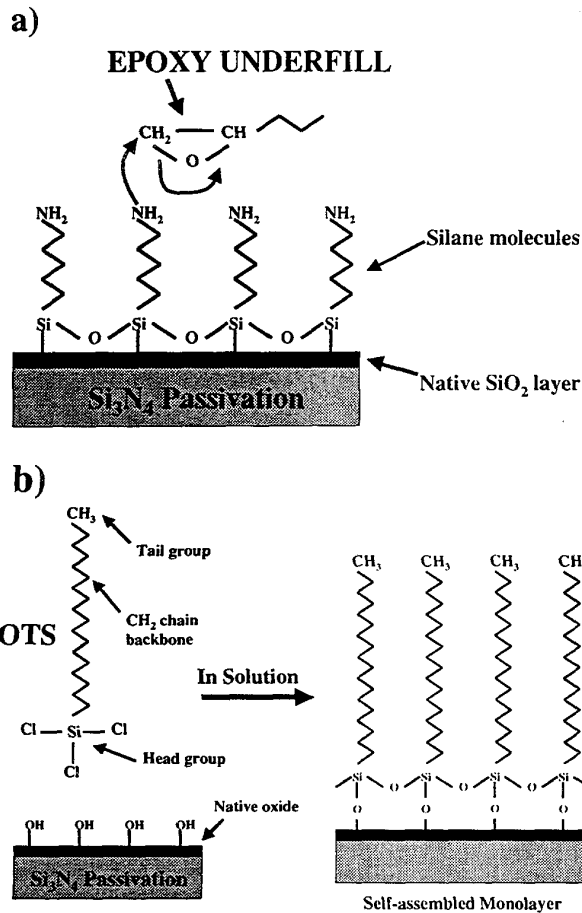 a)
EPOXY UNDERFILL
CH₂ CH
O
NH₂ NH₂ NH₂ NH₂
Silane molecules
Si O Si O Si O Si
Native SiO₂ layer
Si₃N₄ Passivation
b)
CH₃
Tail group
CH₂ chain
backbone
OTS
In Solution
Cl Si Cl
Cl
Head group
OH OH OH OH
Native oxide
Si₃N₄ Passivation
CH₃ CH₃ CH₃ CH
Si O Si O Si O Si
O O O O
Self-assembled Monolayer